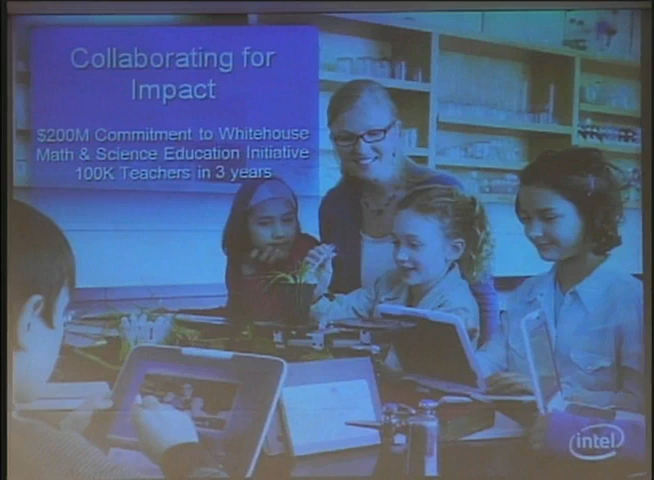 Collaborating for
Impact
$200M Commitment to Whitehouse
Math & Science Education Initiative
100K Teachers in 3 years
intel